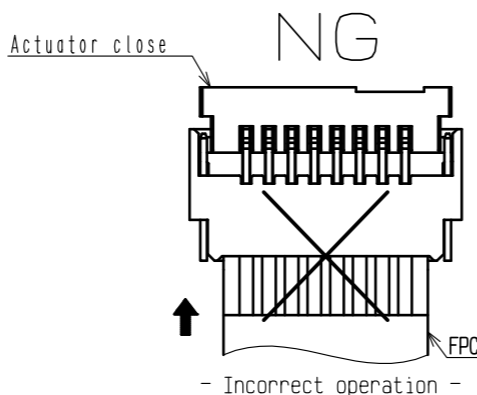 NG
Actuator close
FPC
- Incorrect operation -